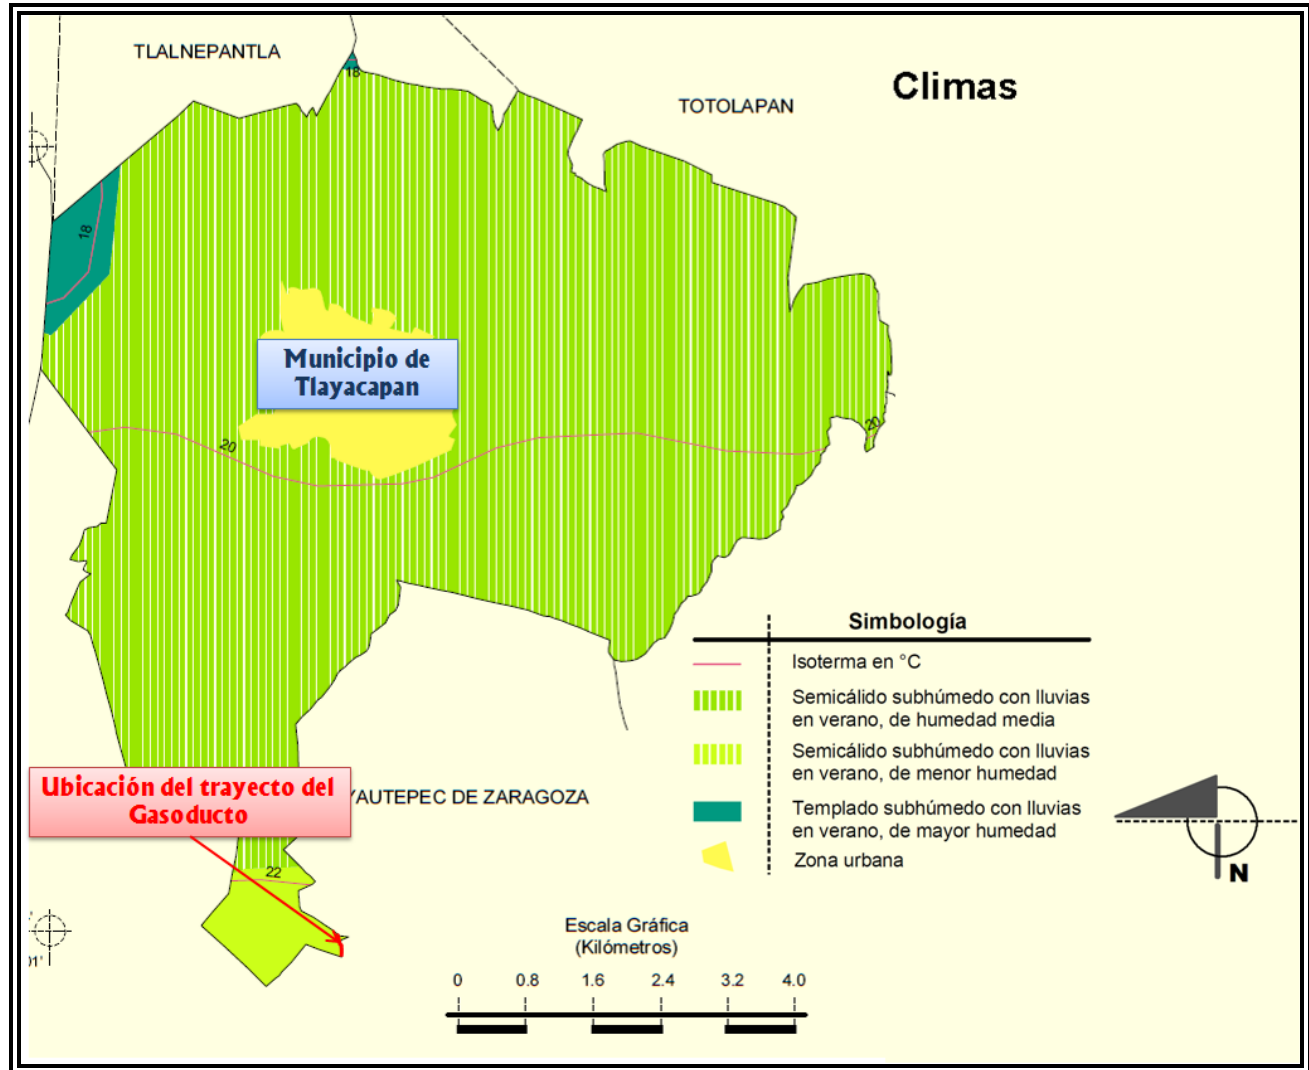 TLALNEPANTLA
18
Climas
TOTOLAPAN
18
Municipio de
Tlayacapan
20
20
Simbología
Isoterma en °C
Semicálido subhúmedo con lluvias
en verano, de humedad media
Semicálido subhúmedo con lluvias
en verano, de menor humedad
Templado subhúmedo con lluvias
en verano, de mayor humedad
Zona urbana
Ubicación del trayecto del
Gasoducto
YAUTEPEC DE ZARAGOZA
22
N
01'
Escala Gráfica
(Kilómetros)
0 0.8 1.6 2.4 3.2 4.0